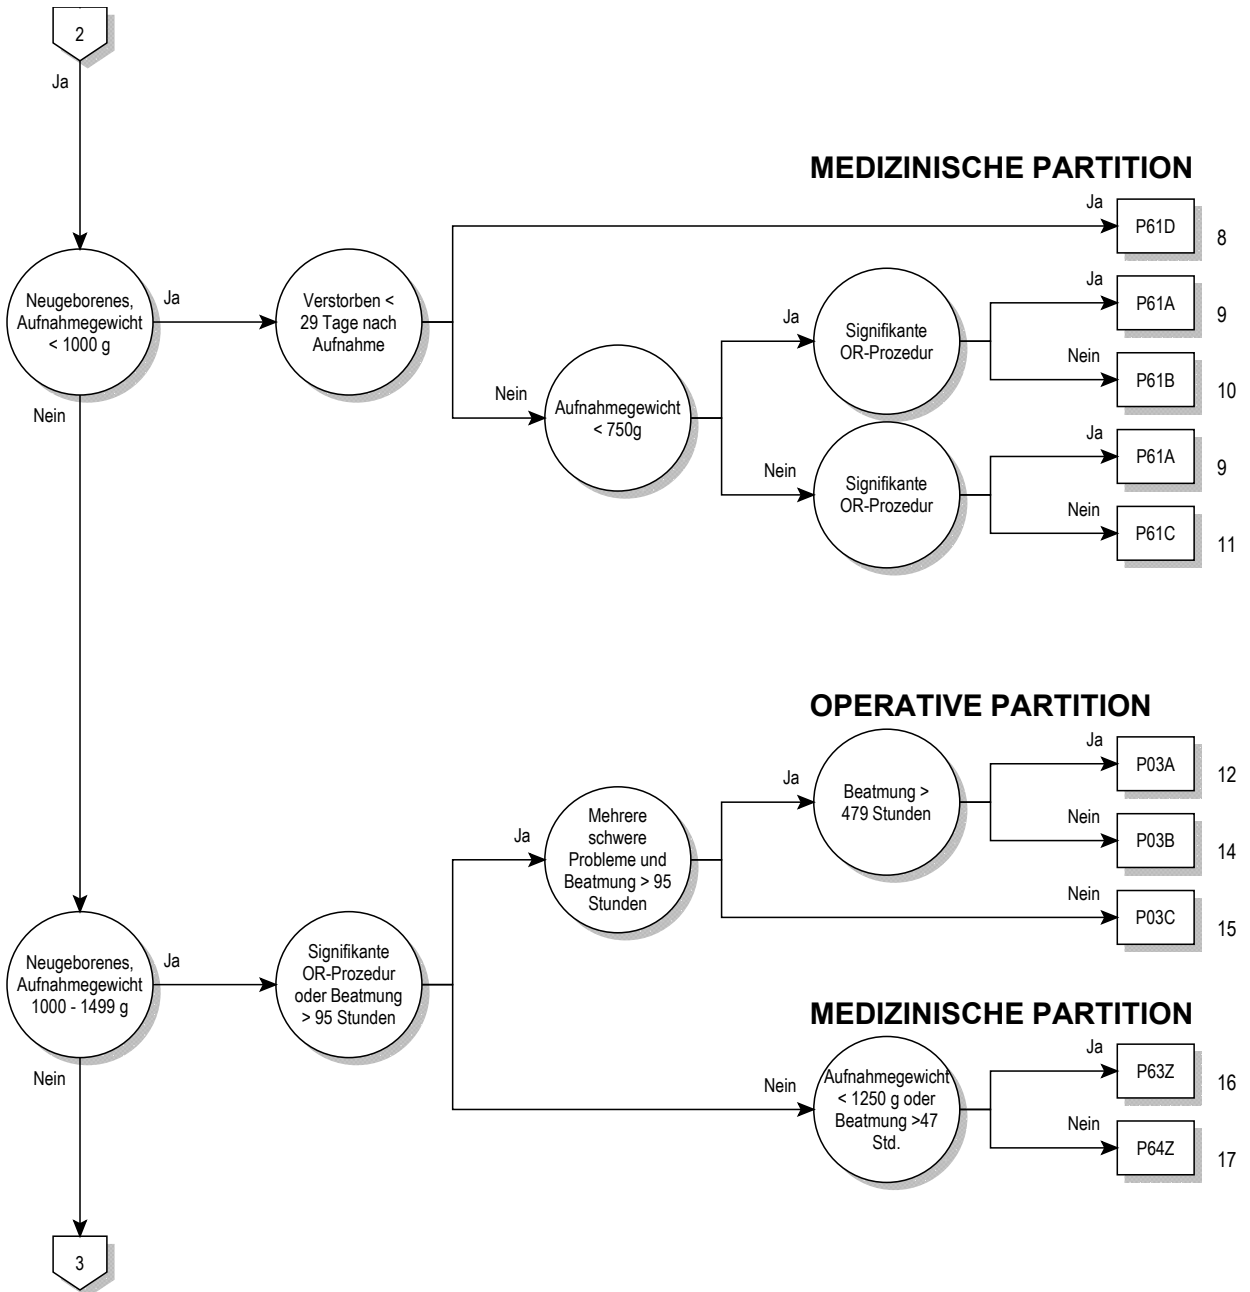 2
Ja
MEDIZINISCHE PARTITION
Ja
P61D
8
Neugeborenes,
Aufnahmegewicht
< 1000 g
Ja
Verstorben <
29 Tage nach
Aufnahme
Nein
Aufnahmegewicht
< 750g
Ja
Signifikante
OR-Prozedur
Ja
P61A
9
Nein
P61B
10
Nein
Signifikante
OR-Prozedur
Ja
P61A
9
Nein
P61C
11
Nein
OPERATIVE PARTITION
Neugeborenes,
Aufnahmegewicht
1000 - 1499 g
Ja
Signifikante
OR-Prozedur
oder Beatmung
> 95 Stunden
Ja
Mehrere
schwere
Probleme und
Beatmung > 95
Stunden
Ja
Beatmung >
479 Stunden
Ja
P03A
12
Nein
P03B
14
Nein
P03C
15
MEDIZINISCHE PARTITION
Nein
Aufnahmegewicht
< 1250 g oder
Beatmung >47
Std.
Ja
P63Z
16
Nein
P64Z
17
Nein
3